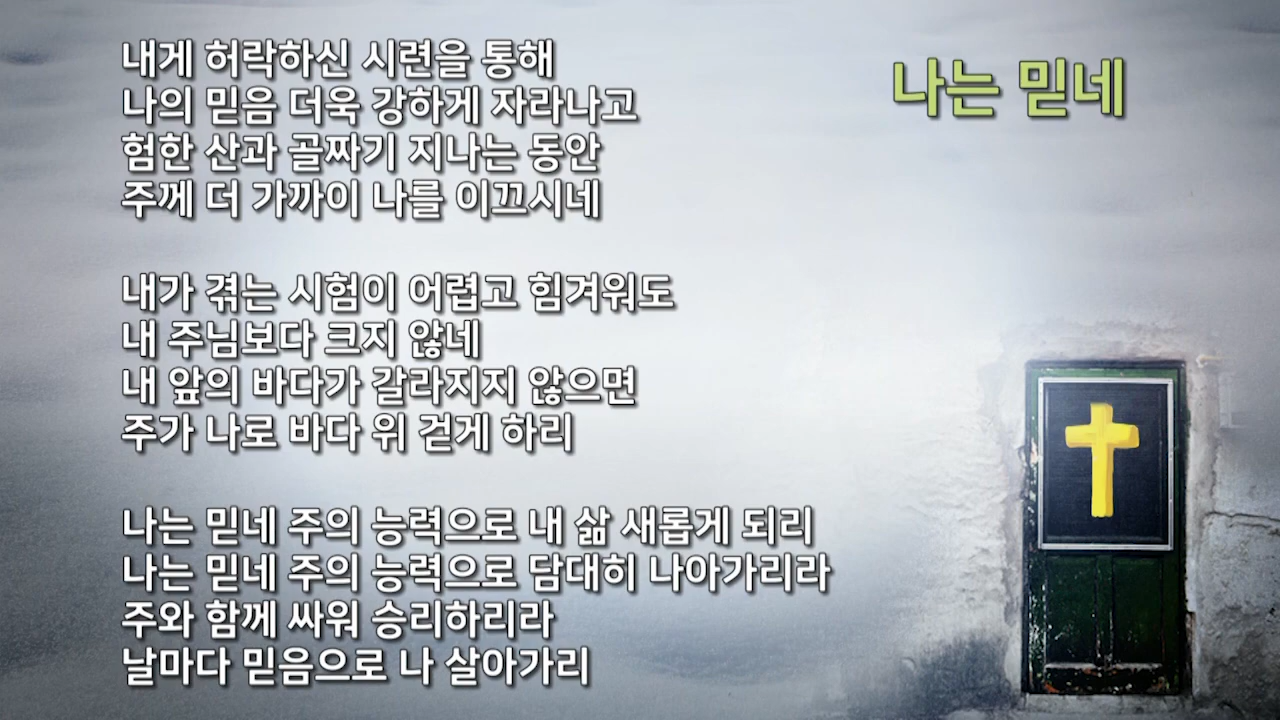 나는 믿네
내게 허락하신 시련을 통해
나의 믿음 더욱 강하게 자라나고
험한 산과 골짜기 지나는 동안
주께 더 가까이 나를 이끄시네
내가 겪는 시험이 어렵고 힘겨워도
내 주님보다 크지 않네
내 앞의 바다가 갈라지지 않으면
주가 나로 바다 위 걷게 하리
나는 믿네 주의 능력으로 내 삶 새롭게 되리
나는 믿네 주의 능력으로 담대히 나아가리라
주와 함께 싸워 승리하리라
날마다 믿음으로 나 살아가리